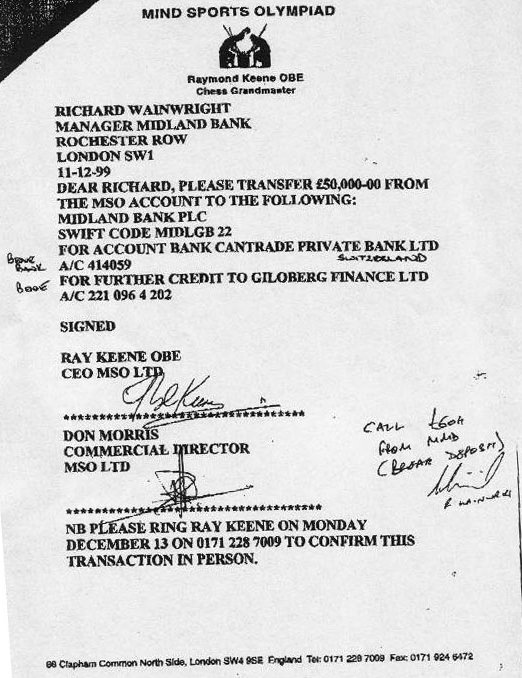 MIND SPORTS OLYMPIAD
Raymond Keene OBE
Chess Grandmaster
RICHARD WAINWRIGHT
MANAGER MIDLAND BANK
ROCHESTER ROW
LONDON SW1
11-12-99
DEAR RICHARD, PLEASE TRANSFER £50,000-00 FROM
THE MSO ACCOUNT TO THE FOLLOWING:
MIDLAND BANK PLC
SWIFT CODE MIDLGB 22
FOR ACCOUNT BANK CANTRADE PRIVATE BANK LTD
SWITZERLAND
BENE BANK A/C 414059
BENE FOR FURTHER CREDIT TO GILOBERG FINANCE LTD
A/C 221 096 4 202
SIGNED
RAY KEENE OBE
CEO MSO LTD
*****************************************
DON MORRIS
COMMERCIAL DIRECTOR
MSO LTD
*****************************************
CALL
FROM MMD
NB PLEASE RING RAY KEENE ON MONDAY
DECEMBER 13 ON 0171 228 7009 TO CONFIRM THIS
TRANSACTION IN PERSON.
86 Clapham Common North Side, London SW4 9SE England Tel: 0171 228 7009 Fax: 0171 924 6472